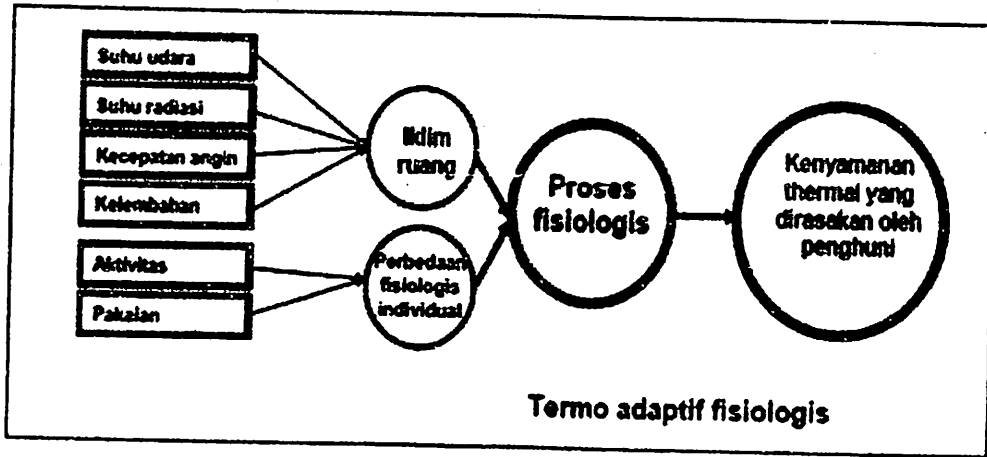 Suhu udara
Suhu radiasi
Kecepatan angin
Kelembaban
Aktivitas
Pakaian
Iklim
ruang
Perbedaan
fisiologis
individual
Proses
fisiologis
Kenyamanan
thermal yang
dirasakan oleh
penghuni
Termo adaptif fisiologis